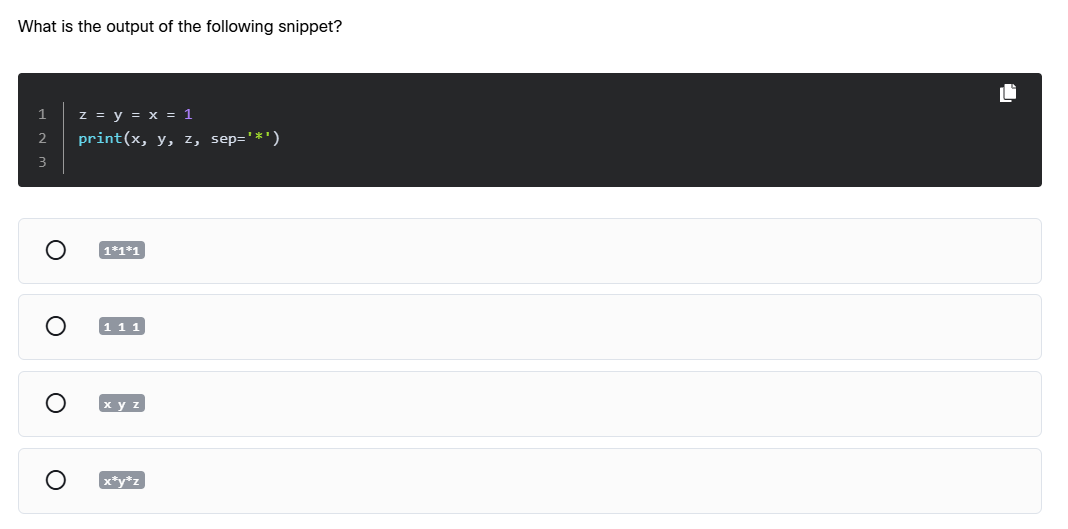 What is the output of the following snippet?
1 z = y = x = 1
2 print(x, y, z, sep='*')
3
1*1*1
1 1 1
x y z
x*y*z